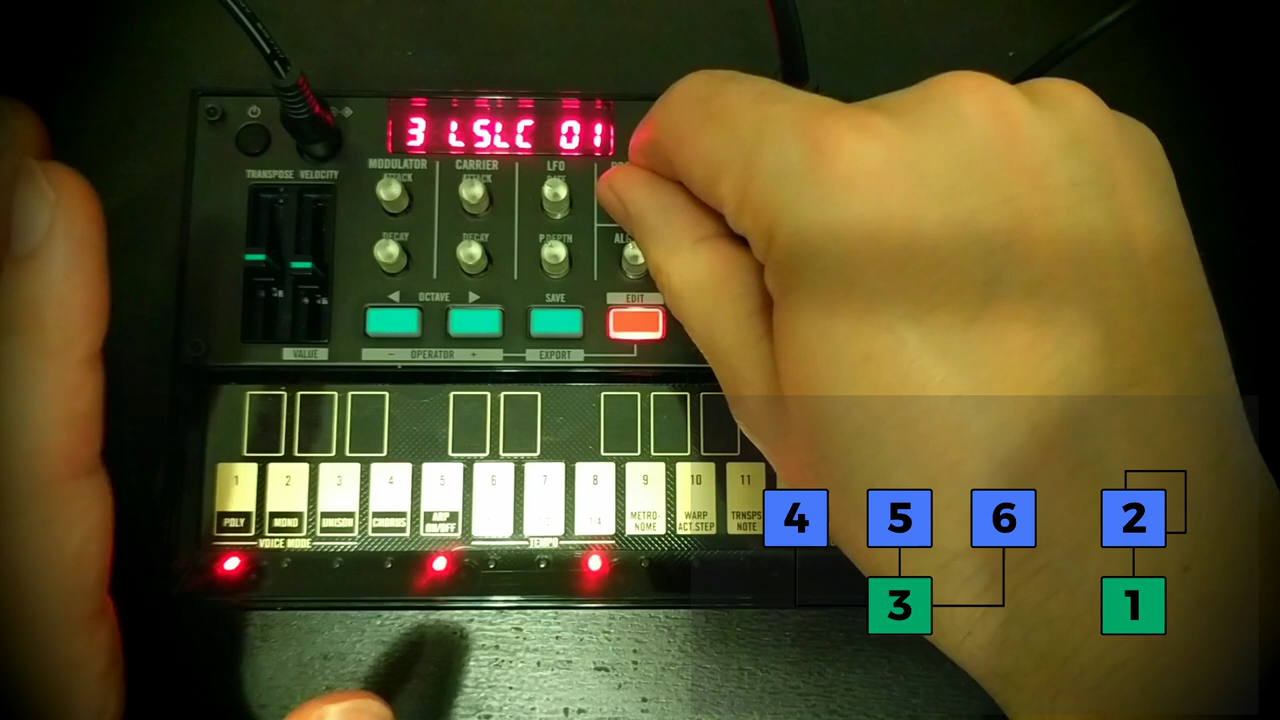 3 LSLC 01
MODULATOR CARRIER LFO
TRANSPOSE VELOCITY
ATTACK ATTACK
DECAY DECAY P.DEPTH
OCTAVE SAVE EDIT
VALUE
- OPERATOR + EXPORT
1 2 3 4 5 6 7 8 9 10 11
POLY MONO UNISON CHORUS ARP ON/OFF METRO-NOME WARP ACT.STEP TRNSPS NOTE
VOICE MODE TEMPO
4 5 6 2
3 1